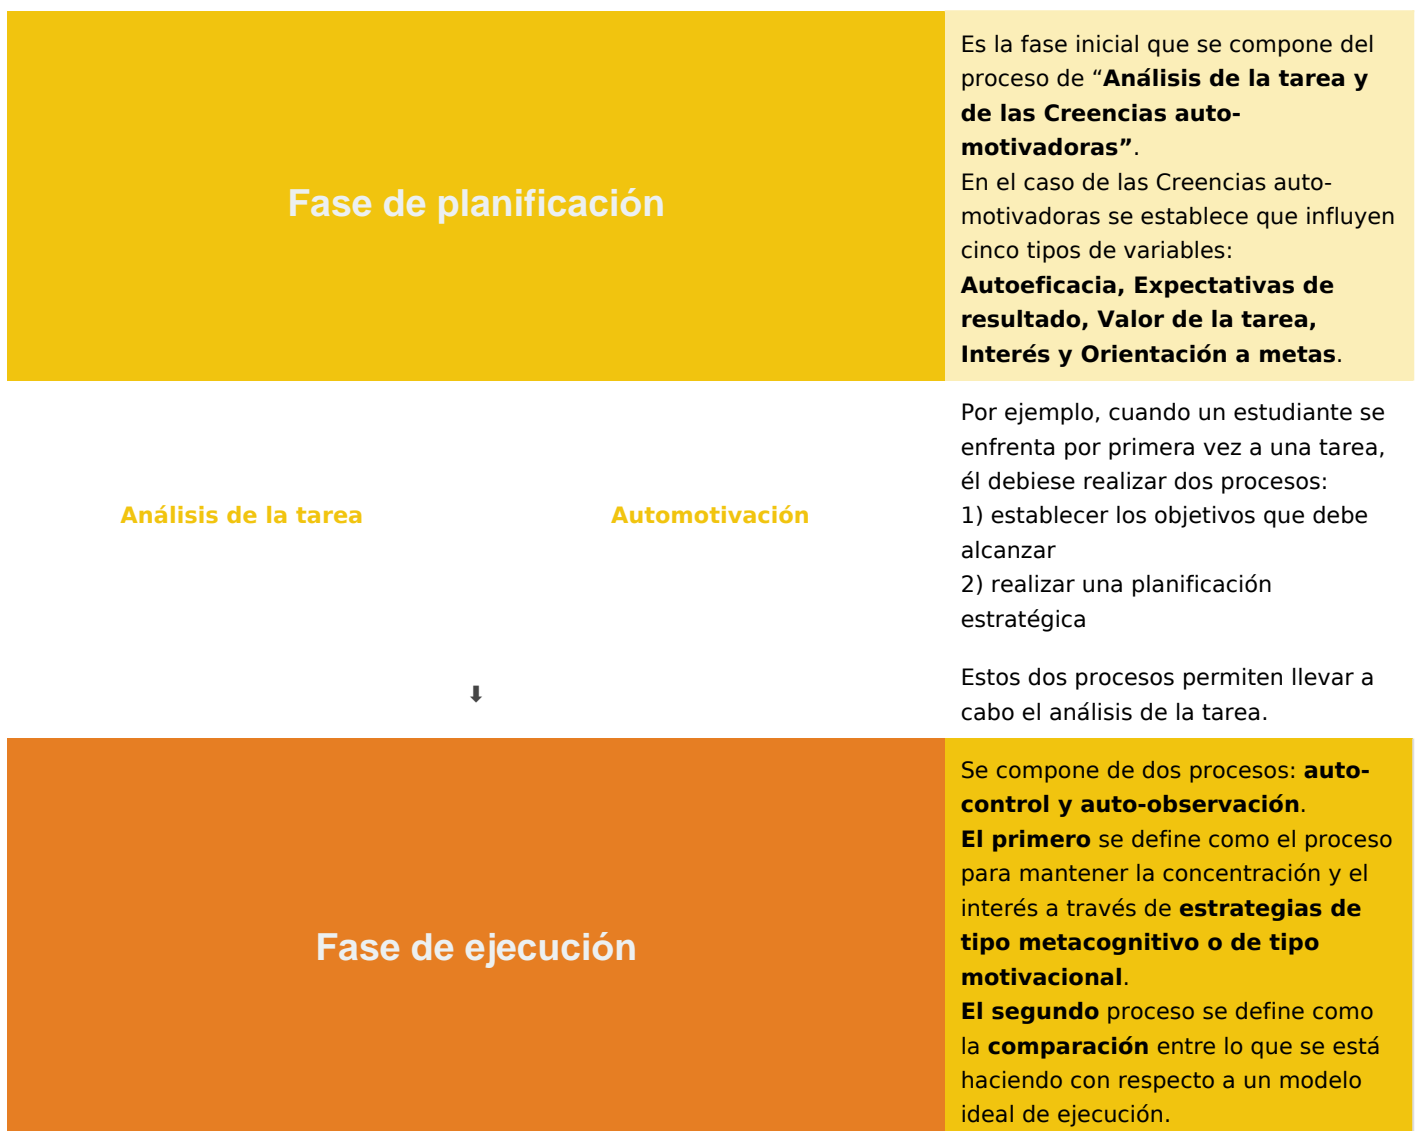 Fase de planificación
Es la fase inicial que se compone del
proceso de “Análisis de la tarea y
de las Creencias auto-
motivadoras”.
En el caso de las Creencias auto-
motivadoras se establece que influyen
cinco tipos de variables:
Autoeficacia, Expectativas de
resultado, Valor de la tarea,
Interés y Orientación a metas.
Análisis de la tarea
Automotivación
Por ejemplo, cuando un estudiante se
enfrenta por primera vez a una tarea,
él debiese realizar dos procesos:
1) establecer los objetivos que debe
alcanzar
2) realizar una planificación
estratégica
⬇
Estos dos procesos permiten llevar a
cabo el análisis de la tarea.
Fase de ejecución
Se compone de dos procesos: auto-
control y auto-observación.
El primero se define como el proceso
para mantener la concentración y el
interés a través de estrategias de
tipo metacognitivo o de tipo
motivacional.
El segundo proceso se define como
la comparación entre lo que se está
haciendo con respecto a un modelo
ideal de ejecución.